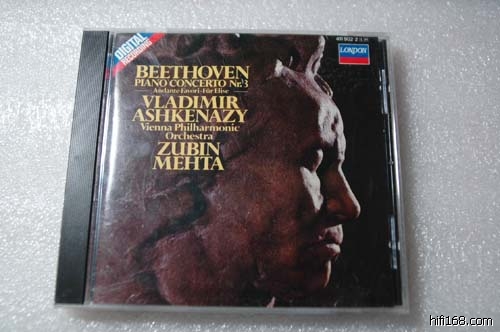 DIGITAL
RECORDING
LONDON
BEETHOVEN
PIANO CONCERTO Nr.3
Andante Favori·Für Elise
VLADIMIR
ASHKENAZY
Vienna Philharmonic
Orchestra
ZUBIN
MEHTA
hifi168.com